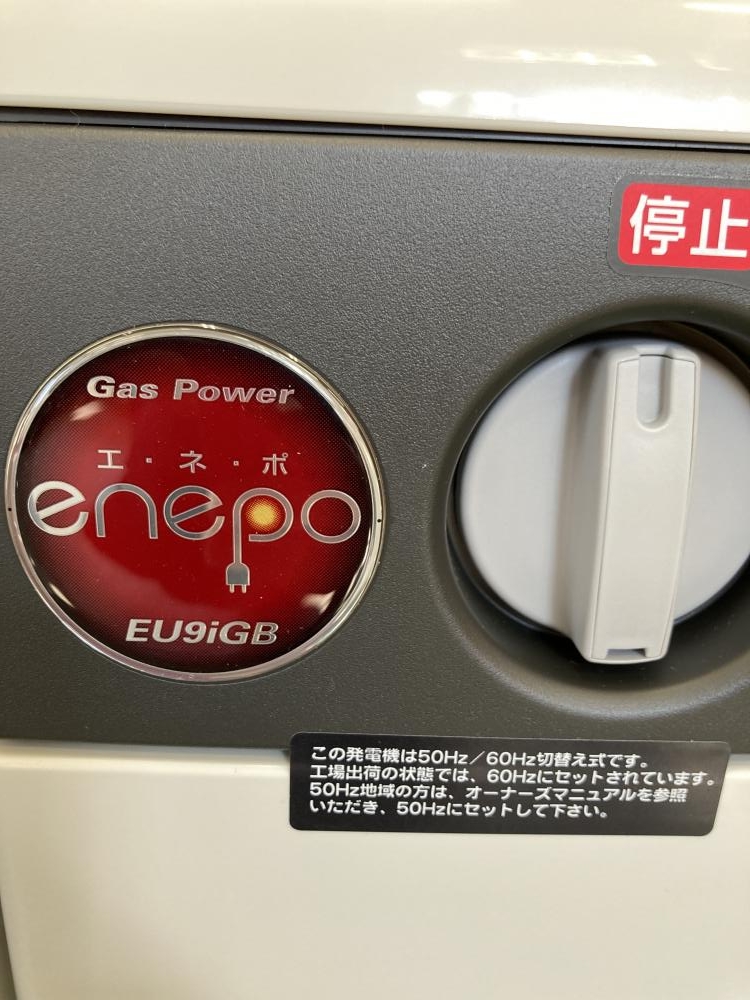 停止
Gas Power
エ・ネ・ポ
enepo
EU9iGB
この発電機は50Hz／60Hz切替え式です。
工場出荷の状態では、60Hzにセットされています。
50Hz地域の方は、オーナーズマニュアルを参照
いただき、50Hzにセットして下さい。